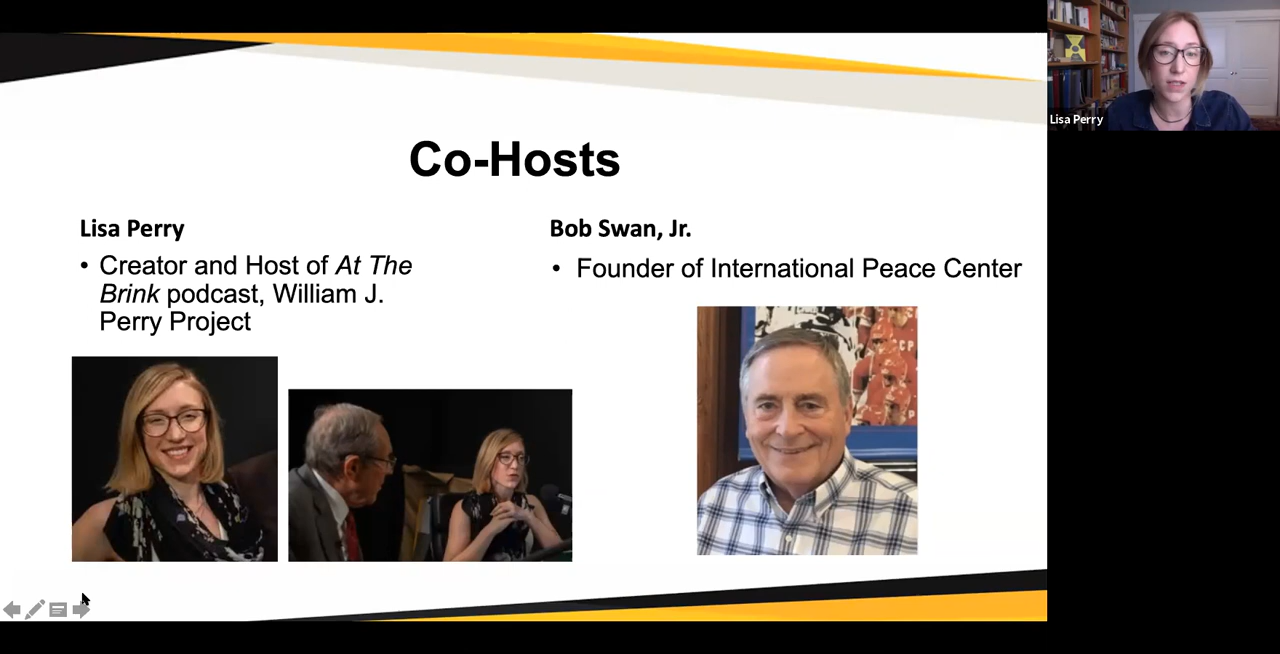 Lisa Perry
Co-Hosts
Lisa Perry
• Creator and Host of At The
Brink podcast, William J.
Perry Project
Bob Swan, Jr.
• Founder of International Peace Center
CP